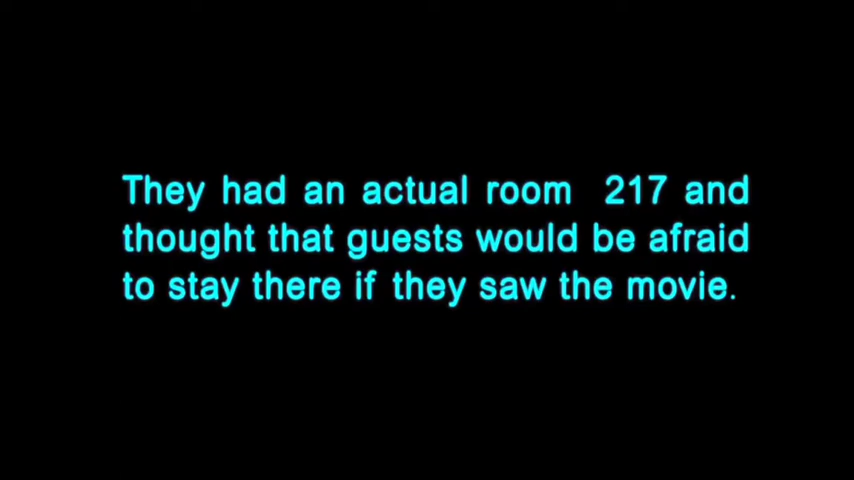 They had an actual room  217 and
thought that guests would be afraid
to stay there if they saw the movie.